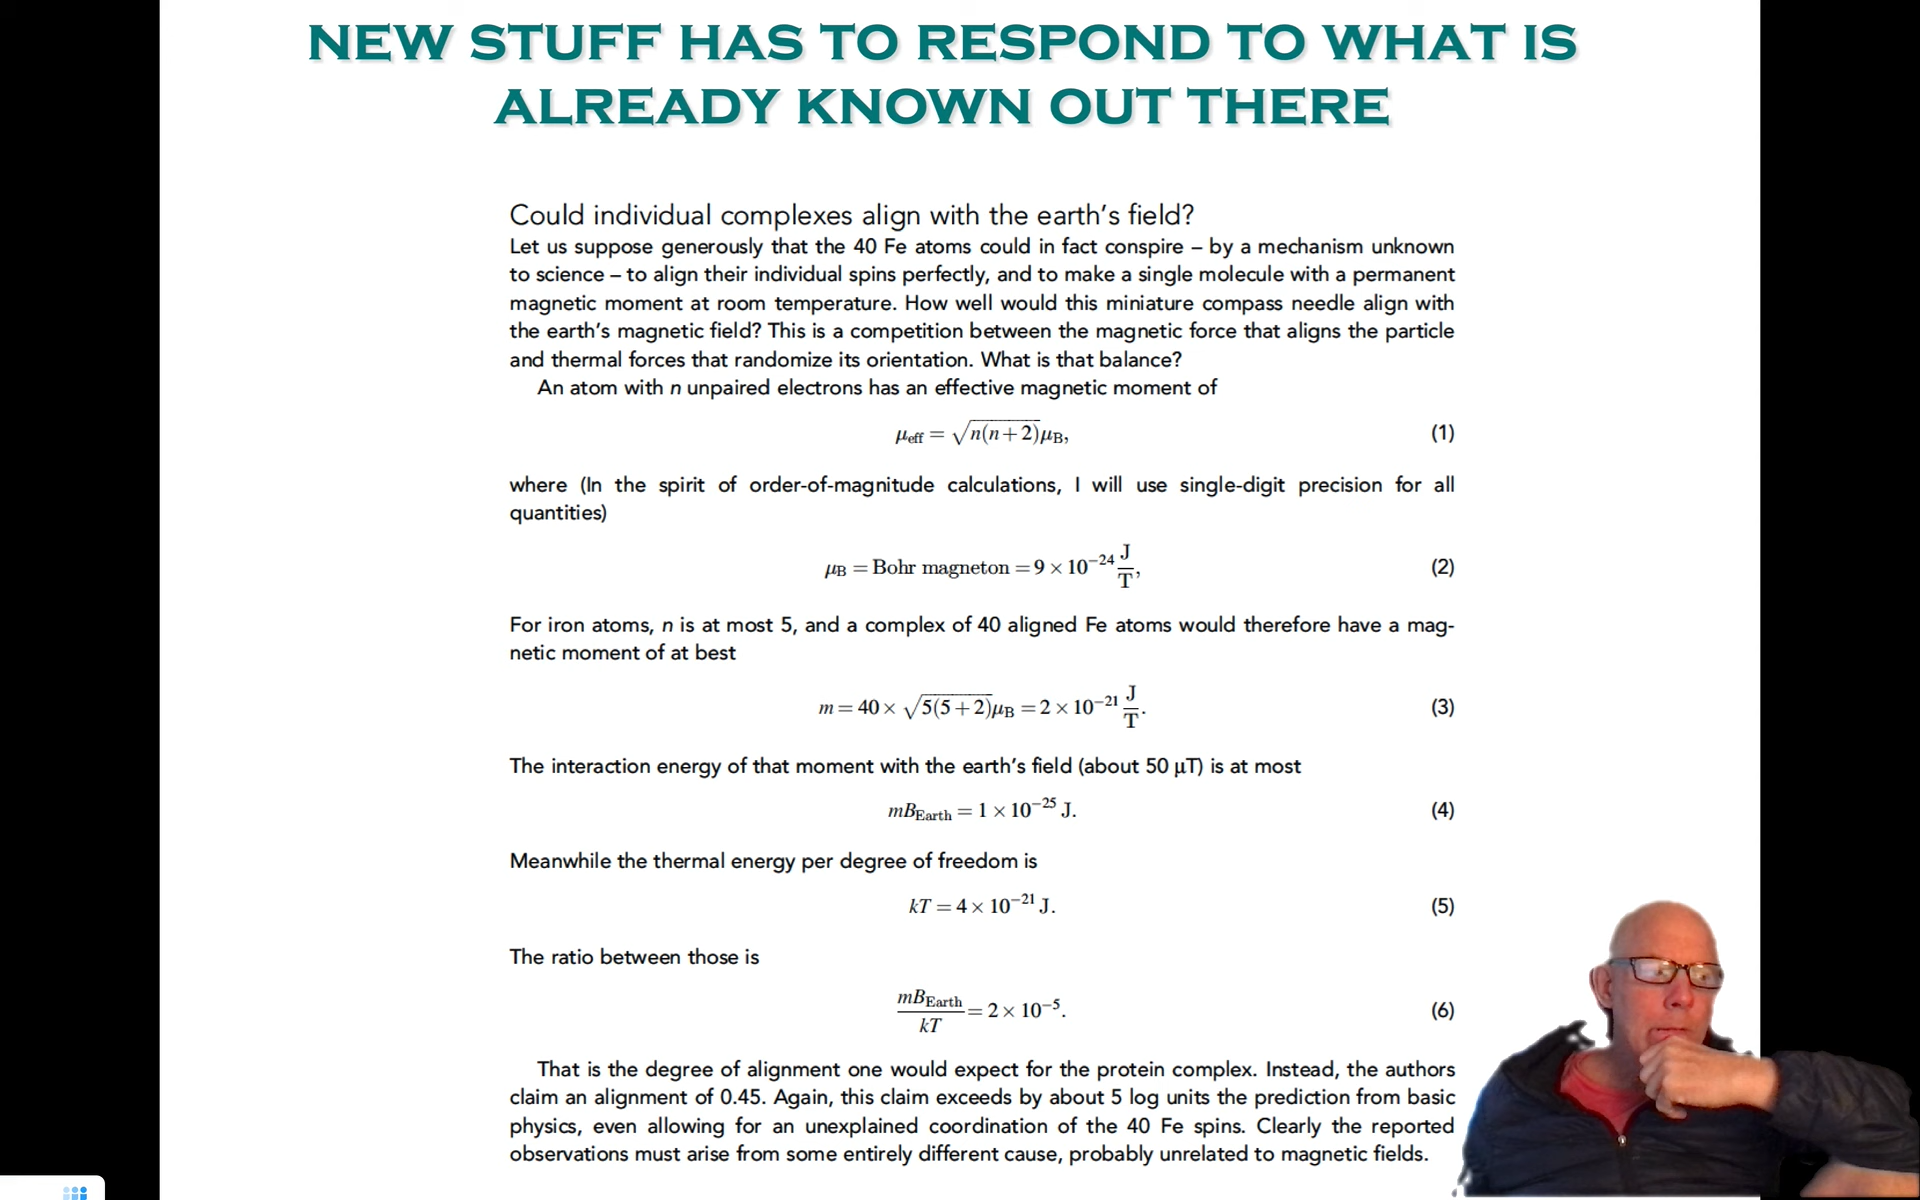 NEW STUFF HAS TO RESPOND TO WHAT IS
ALREADY KNOWN OUT THERE
Could individual complexes align with the earth's field?
Let us suppose generously that the 40 Fe atoms could in fact conspire – by a mechanism unknown
to science – to align their individual spins perfectly, and to make a single molecule with a permanent
magnetic moment at room temperature. How well would this miniature compass needle align with
the earth's magnetic field? This is a competition between the magnetic force that aligns the particle
and thermal forces that randomize its orientation. What is that balance?
An atom with n unpaired electrons has an effective magnetic moment of
μeff = √n(n+2)μB, (1)
where (In the spirit of order-of-magnitude calculations, I will use single-digit precision for all
quantities)
μB = Bohr magneton = 9 × 10⁻²⁴ J/T, (2)
For iron atoms, n is at most 5, and a complex of 40 aligned Fe atoms would therefore have a mag-
netic moment of at best
m = 40 × √5(5+2)μB = 2 × 10⁻²¹ J/T. (3)
The interaction energy of that moment with the earth's field (about 50 μT) is at most
mBEarth = 1 × 10⁻²⁵ J. (4)
Meanwhile the thermal energy per degree of freedom is
kT = 4 × 10⁻²¹ J. (5)
The ratio between those is
mBEarth/kT = 2 × 10⁻⁵. (6)
That is the degree of alignment one would expect for the protein complex. Instead, the authors
claim an alignment of 0.45. Again, this claim exceeds by about 5 log units the prediction from basic
physics, even allowing for an unexplained coordination of the 40 Fe spins. Clearly the reported
observations must arise from some entirely different cause, probably unrelated to magnetic fields.